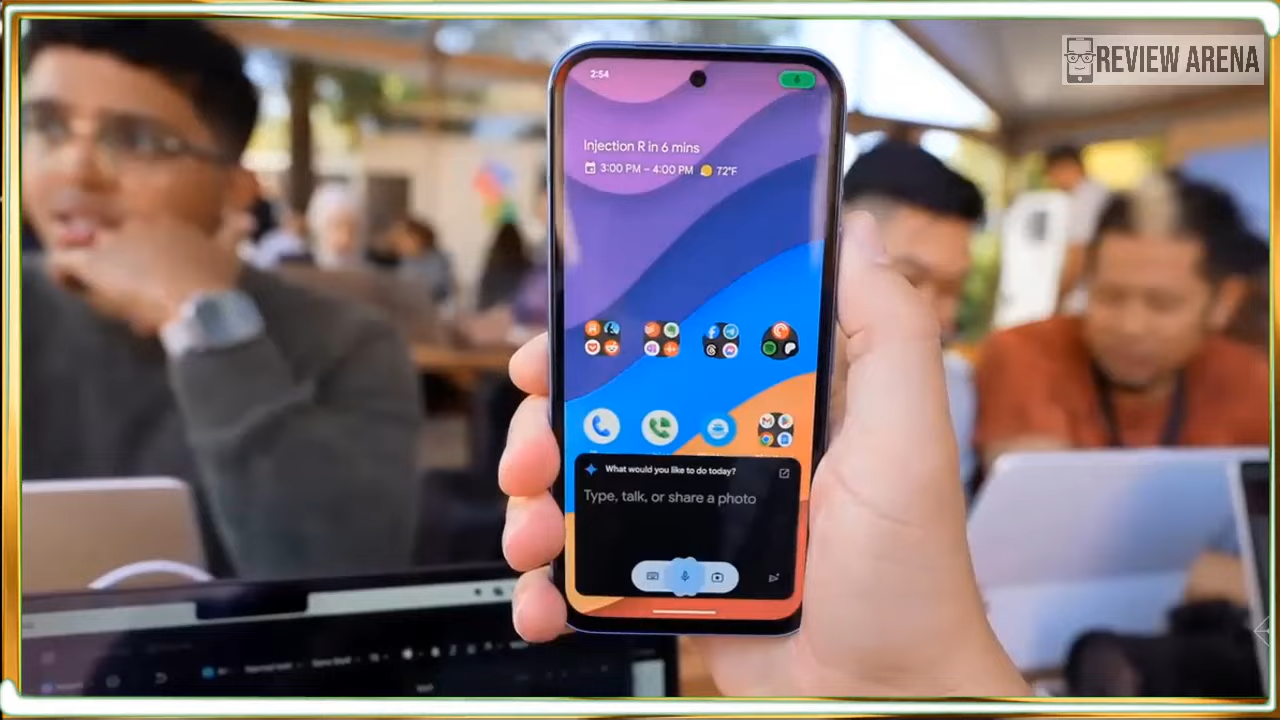 REVIEW ARENA
2:54
Injection R in 6 mins
3:00 PM – 4:00 PM 72°F
What would you like to do today?
Type, talk, or share a photo